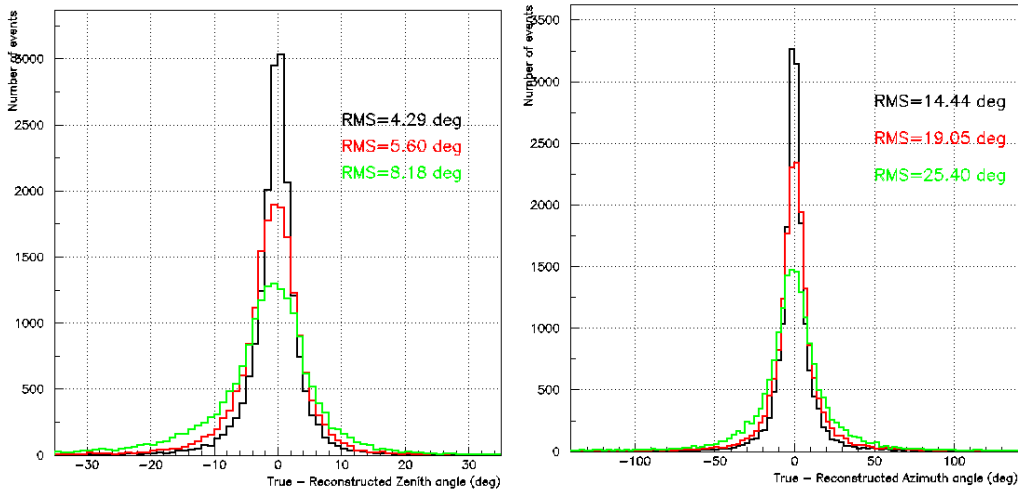 Number of events
3000
2500
2000
1500
1000
500
0
RMS=4.29 deg
RMS=5.60 deg
RMS=8.18 deg
−30 −20 −10 0 10 20 30
True − Reconstructed Zenith angle (deg)
Number of events
3500
3000
2500
2000
1500
1000
500
0
RMS=14.44 deg
RMS=19.05 deg
RMS=25.40 deg
−100 −50 0 50 100
True − Reconstructed Azimuth angle (deg)